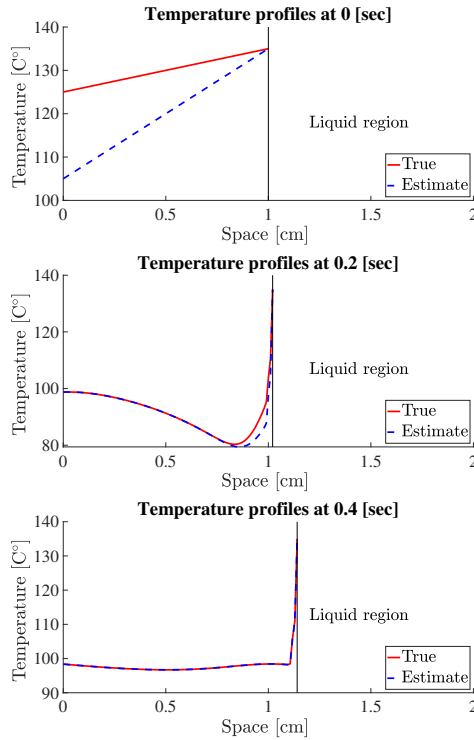 Temperature profiles at 0 [sec]
140
130
120
110
100
Temperature [C°]
Liquid region
True
Estimate
0
0.5
1
1.5
2
Space [cm]
Temperature profiles at 0.2 [sec]
140
120
100
80
Temperature [C°]
Liquid region
True
Estimate
0
0.5
1
1.5
2
Space [cm]
Temperature profiles at 0.4 [sec]
140
130
120
110
100
90
Temperature [C°]
Liquid region
True
Estimate
0
0.5
1
1.5
2
Space [cm]